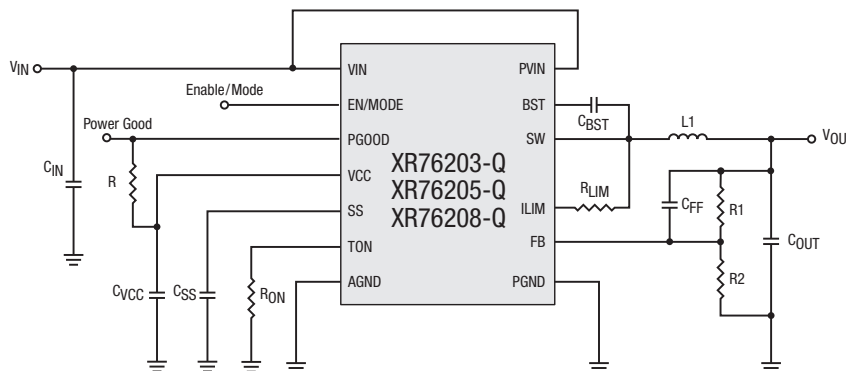 VIN
PVIN
VIN
Enable/Mode
EN/MODE
BST
CBST
L1
Power Good
PGOOD
SW
VOU
CIN
R
XR76203-Q
XR76205-Q
XR76208-Q
VCC
RLIM
CFF
R1
SS
ILIM
TON
FB
COUT
CVCC
CSS
RON
AGND
PGND
R2